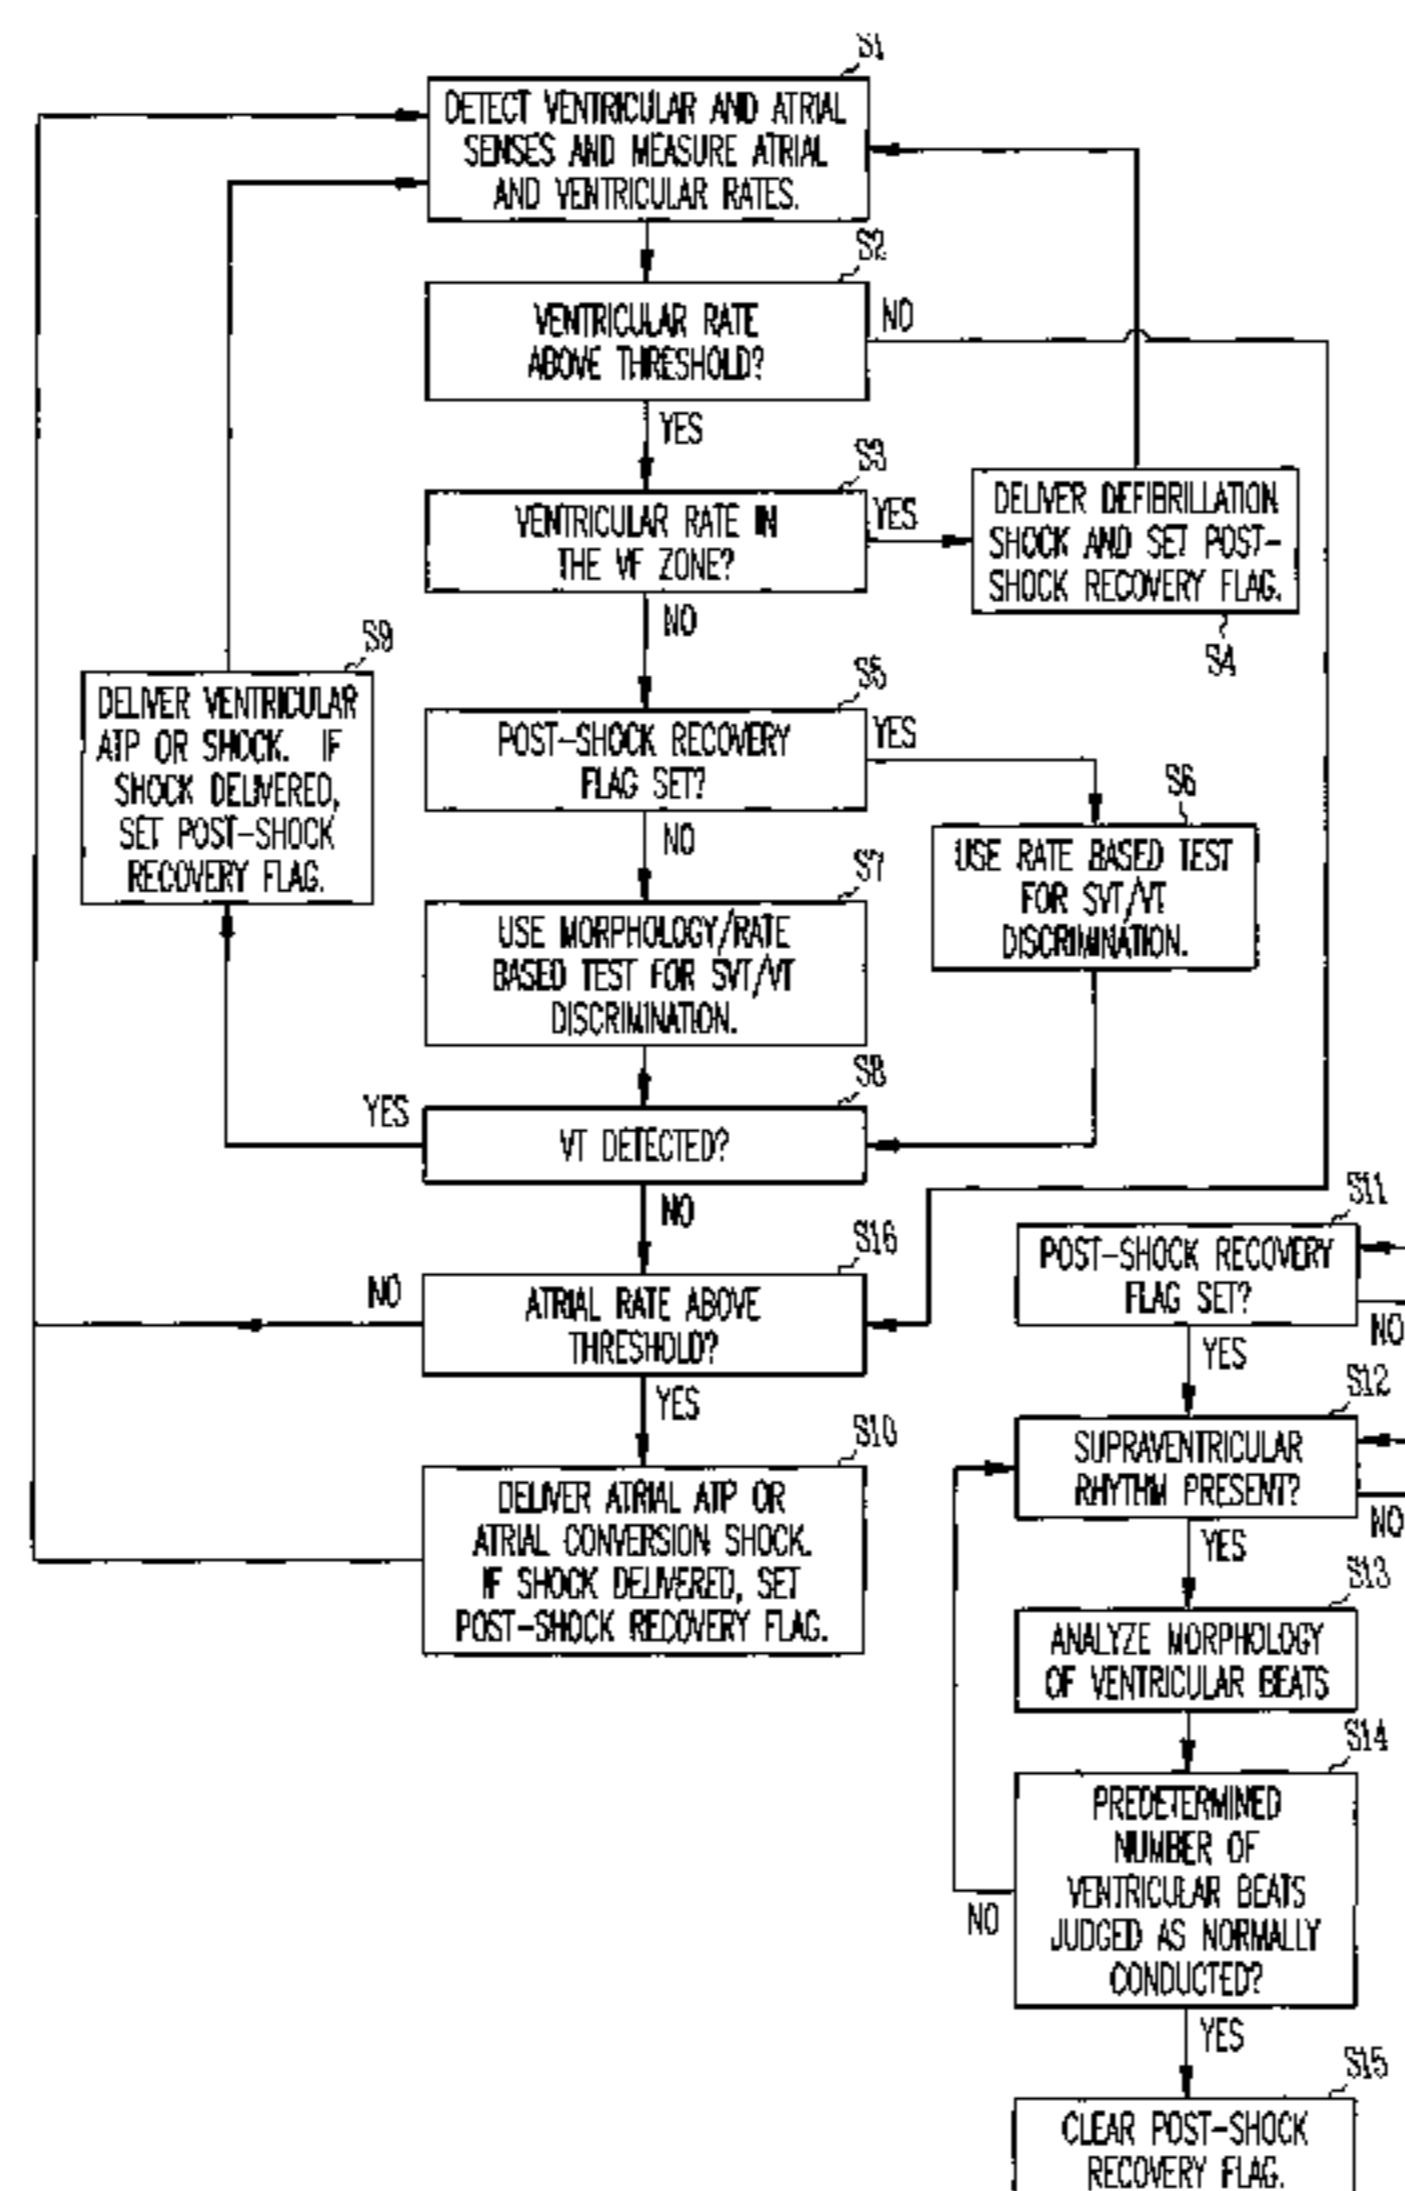 S1
DETECT VENTRICULAR AND ATRIAL
SENSES AND MEASURE ATRIAL
AND VENTRICULAR RATES.
S2
VENTRICULAR RATE
ABOVE THRESHOLD?
NO
YES
S3
VENTRICULAR RATE IN
THE VF ZONE?
YES
DELIVER DEFIBRILLATION
SHOCK AND SET POST-
SHOCK RECOVERY FLAG.
S4
NO
S9
DELIVER VENTRICULAR
ATP OR SHOCK. IF
SHOCK DELIVERED,
SET POST-SHOCK
RECOVERY FLAG.
S5
POST-SHOCK RECOVERY
FLAG SET?
YES
S6
USE RATE BASED TEST
FOR SVT/VT
DISCRIMINATION.
NO
S7
USE MORPHOLOGY/RATE
BASED TEST FOR SVT/VT
DISCRIMINATION.
S8
YES
VT DETECTED?
NO
S16
NO
ATRIAL RATE ABOVE
THRESHOLD?
YES
S10
DELIVER ATRIAL ATP OR
ATRIAL CONVERSION SHOCK.
IF SHOCK DELIVERED, SET
POST-SHOCK RECOVERY FLAG.
S11
POST-SHOCK RECOVERY
FLAG SET?
NO
YES
S12
SUPRAVENTRICULAR
RHYTHM PRESENT?
NO
YES
S13
ANALYZE MORPHOLOGY
OF VENTRICULAR BEATS
S14
PREDETERMINED
NUMBER OF
VENTRICULAR BEATS
JUDGED AS NORMALLY
CONDUCTED?
NO
YES
S15
CLEAR POST-SHOCK
RECOVERY FLAG.